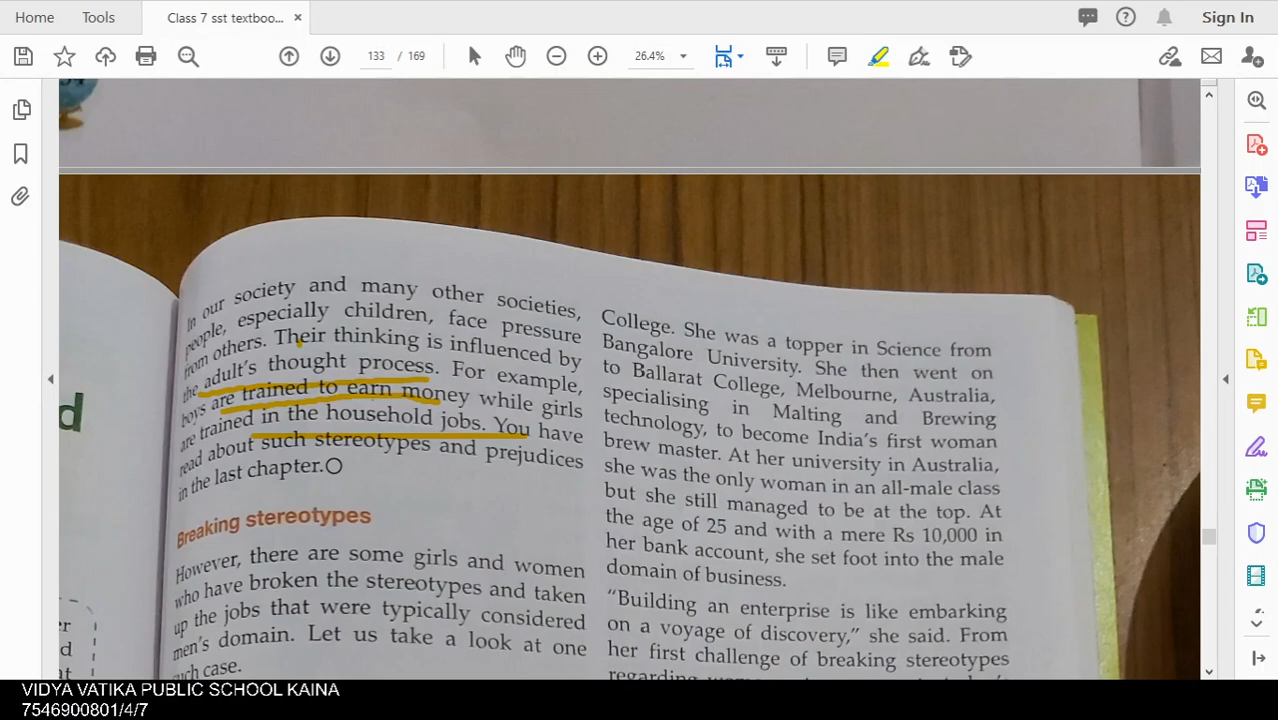 Home
Tools
Class 7 sst textboo...
Sign In
133 / 169
26.4%
In our society and many other societies,
people, especially children, face pressure
from others. Their thinking is influenced by
the adult's thought process. For example,
boys are trained to earn money while girls
are trained in the household jobs. You have
read about such stereotypes and prejudices
in the last chapter.
Breaking stereotypes
However, there are some girls and women
who have broken the stereotypes and taken
up the jobs that were typically considered
men's domain. Let us take a look at one
such case.
College. She was a topper in Science from
Bangalore University. She then went on
to Ballarat College, Melbourne, Australia,
specialising in Malting and Brewing
technology, to become India's first woman
brew master. At her university in Australia,
she was the only woman in an all-male class
but she still managed to be at the top. At
the age of 25 and with a mere Rs 10,000 in
her bank account, she set foot into the male
domain of business.
"Building an enterprise is like embarking
on a voyage of discovery," she said. From
her first challenge of breaking stereotypes
regarding
d
er
d
at
VIDYA VATIKA PUBLIC SCHOOL KAINA
7546900801/4/7